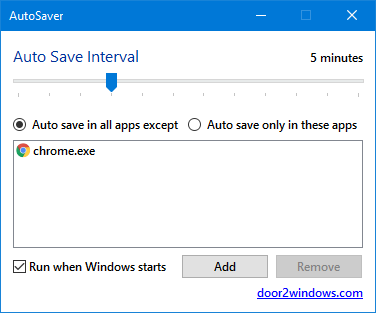 AutoSaver
Auto Save Interval 5 minutes
Auto save in all apps except Auto save only in these apps
chrome.exe
Run when Windows starts Add Remove
door2windows.com